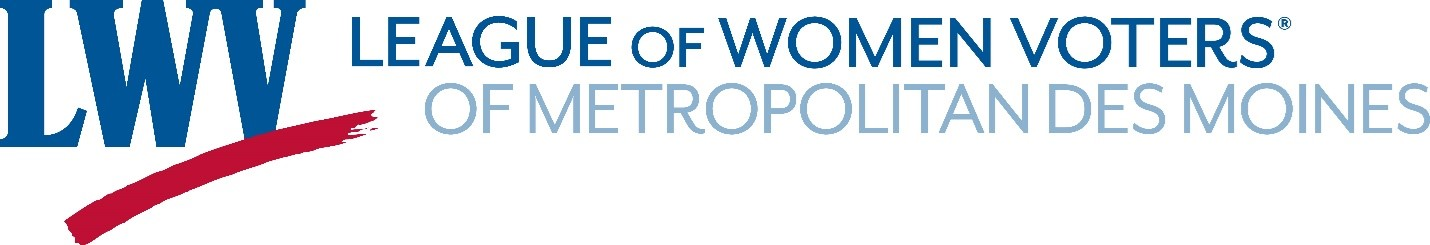 LWV
LEAGUE OF WOMEN VOTERS®
OF METROPOLITAN DES MOINES